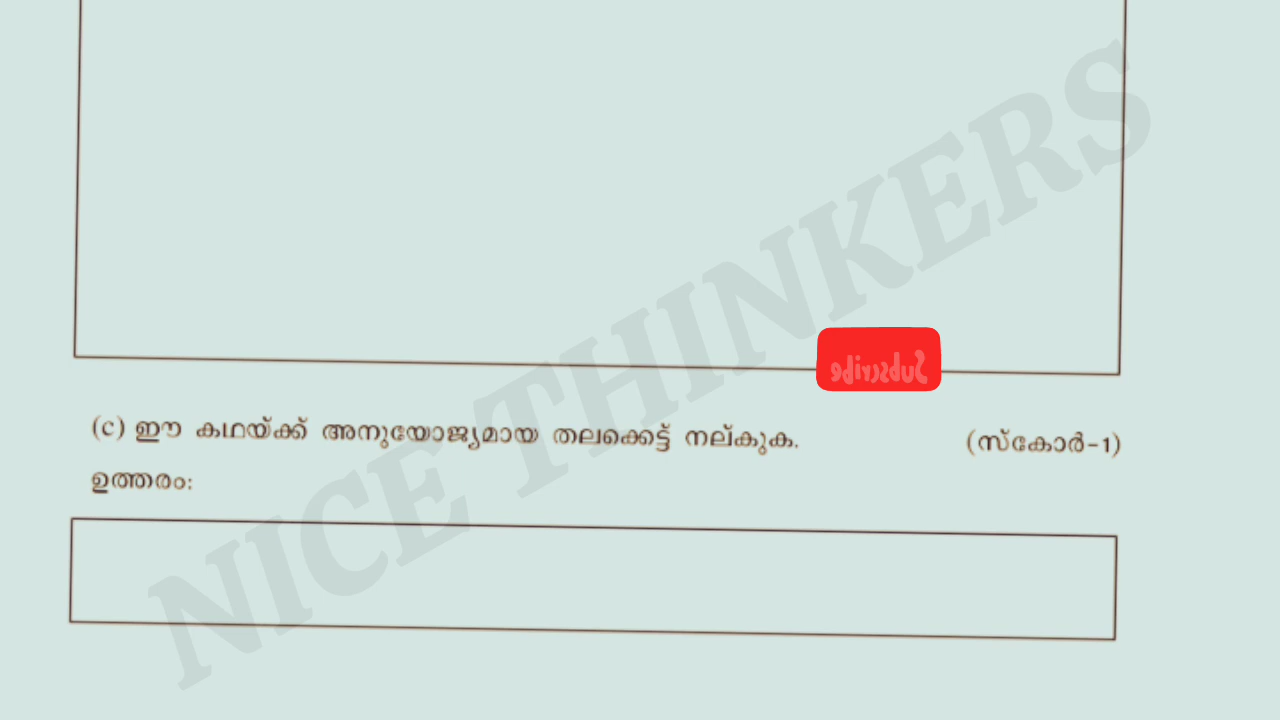 NICE THINKERS
Subscribe
(c) ഈ കഥയ്ക്ക് അനുയോജ്യമായ തലക്കെട്ട് നല്കുക. (സ്കോർ-1)
ഉത്തരം: